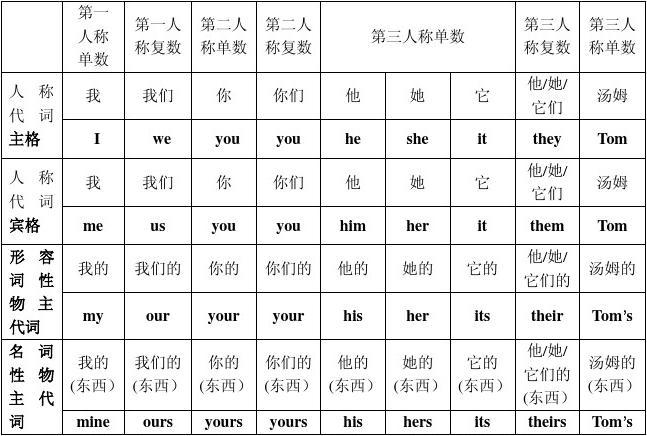 第一人称单数 第一人称复数 第二人称单数 第二人称复数 第三人称单数 第三人称复数 第三人称单数
人称代词主格 我 我们 你 你们 他 她 它 他/她/它们 汤姆
I we you you he she it they Tom
人称代词宾格 我 我们 你 你们 他 她 它 他/她/它们 汤姆
me us you you him her it them Tom
形容词性物主代词 我的 我们的 你的 你们的 他的 她的 它的 他/她/它们的 汤姆的
my our your your his her its their Tom's
名词性物主代词 我的(东西） 我们的(东西） 你的(东西） 你们的(东西） 他的(东西） 她的(东西） 它的(东西） 他/她/它们的(东西） 汤姆的(东西）
mine ours yours yours his hers its theirs Tom's